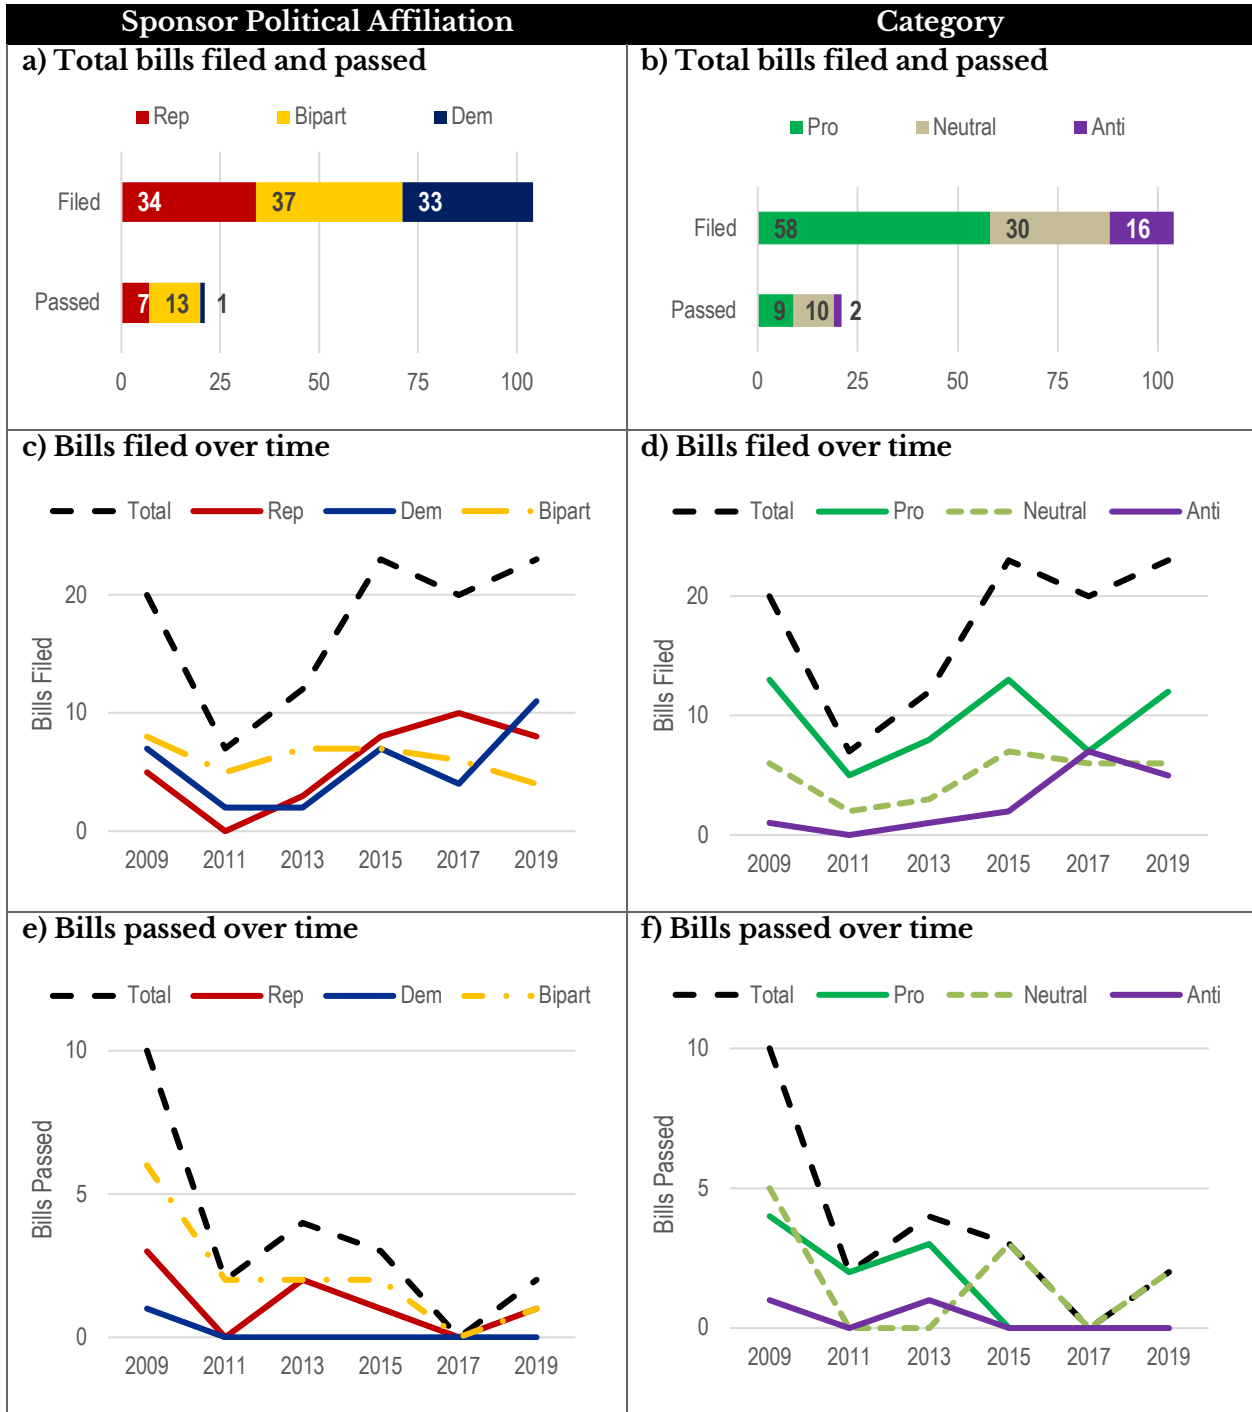 Sponsor Political Affiliation
Category
a) Total bills filed and passed
Rep Bipart Dem
Filed 34 37 33
Passed 7 13 1
0 25 50 75 100
b) Total bills filed and passed
Pro Neutral Anti
Filed 58 30 16
Passed 9 10 2
0 25 50 75 100
c) Bills filed over time
Total Rep Dem Bipart
Bills Filed
20
10
0
2009 2011 2013 2015 2017 2019
d) Bills filed over time
Total Pro Neutral Anti
Bills Filed
20
10
0
2009 2011 2013 2015 2017 2019
e) Bills passed over time
Total Rep Dem Bipart
Bills Passed
10
5
0
2009 2011 2013 2015 2017 2019
f) Bills passed over time
Total Pro Neutral Anti
Bills Passed
10
5
0
2009 2011 2013 2015 2017 2019